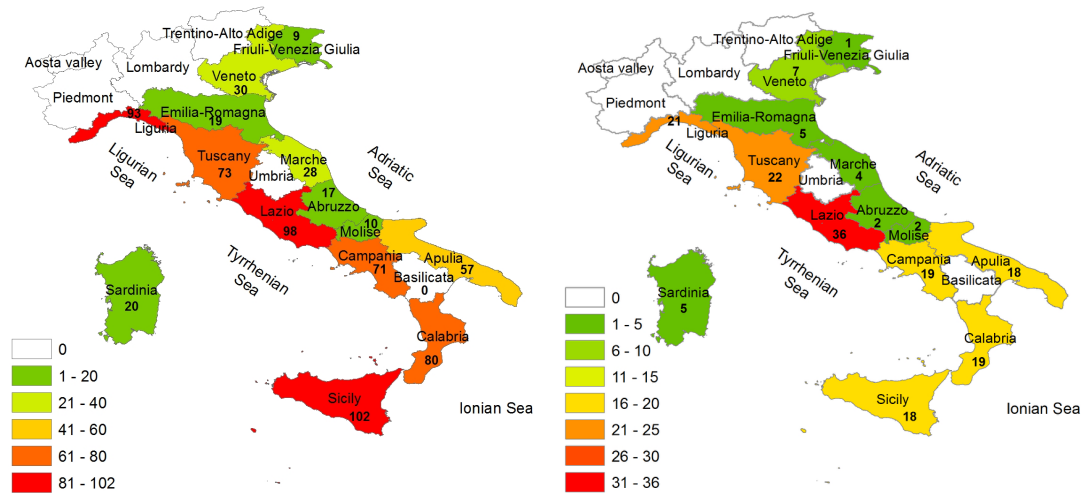 Trentino-Alto Adige
9
Friuli-Venezia Giulia
Aosta valley
Lombardy
Veneto
30
Piedmont
93
Liguria
Emilia-Romagna
19
Ligurian
Sea
Tuscany
73
Marche
28
Adriatic
Sea
Umbria
17
Abruzzo
Lazio
98
10
Molise
Tyrrhenian
Sea
Campania
71
Apulia
57
Basilicata
0
Sardinia
20
Calabria
80
Sicily
102
Ionian Sea
0
1 - 20
21 - 40
41 - 60
61 - 80
81 - 102
Trentino-Alto Adige
1
Friuli-Venezia Giulia
Aosta valley
Lombardy
7
Veneto
Piedmont
21
Liguria
Emilia-Romagna
5
Ligurian
Sea
Tuscany
22
Marche
4
Adriatic
Sea
Umbria
Lazio
36
Abruzzo
2
2
Molise
Tyrrhenian
Sea
Campania
19
Apulia
18
Basilicata
Sardinia
5
Calabria
19
Sicily
18
Ionian Sea
0
1 - 5
6 - 10
11 - 15
16 - 20
21 - 25
26 - 30
31 - 36